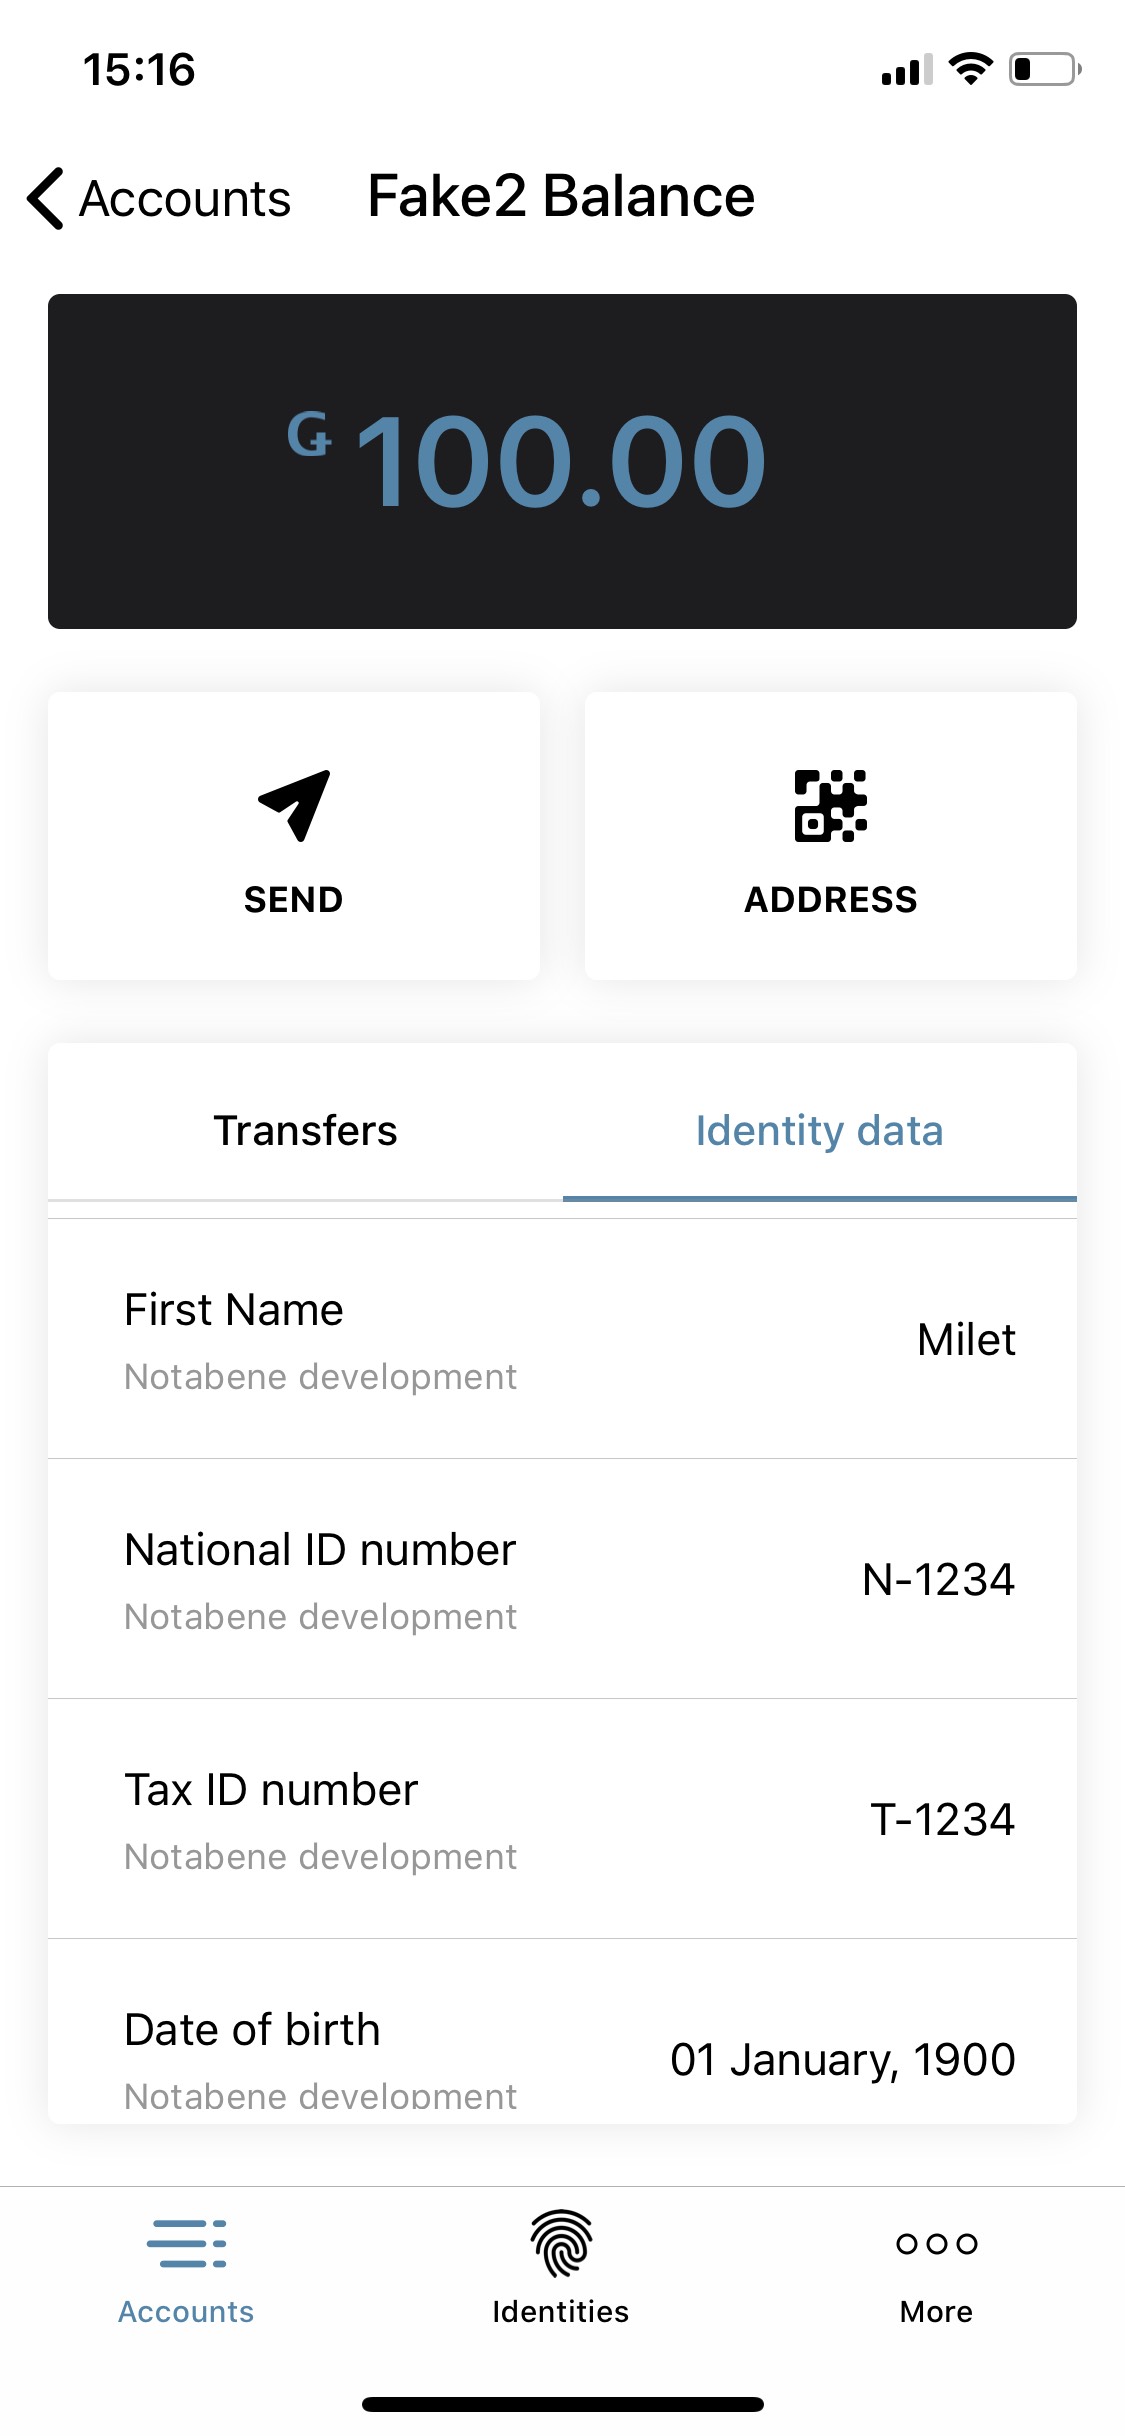 15:16
Accounts
Fake2 Balance
Ǥ 100.00
SEND
ADDRESS
Transfers
Identity data
First Name
Milet
Notabene development
National ID number
N-1234
Notabene development
Tax ID number
T-1234
Notabene development
Date of birth
01 January, 1900
Notabene development
Accounts
Identities
More